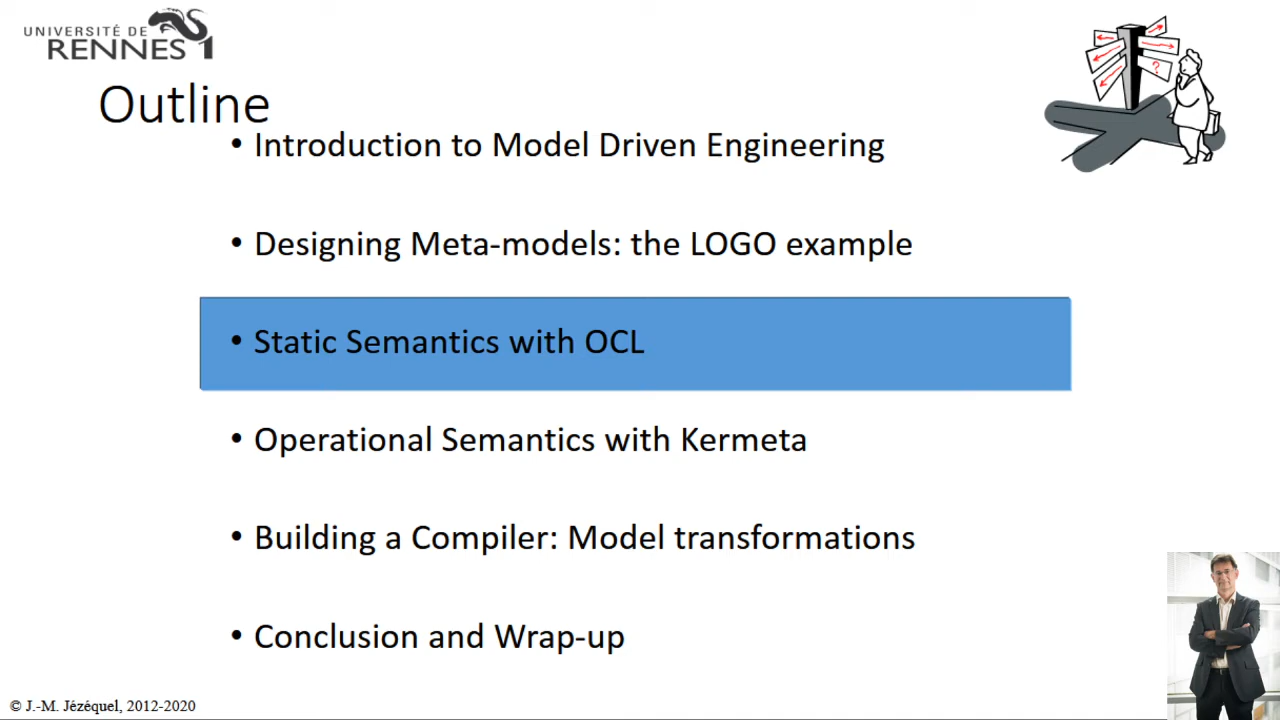 UNIVERSITÉ DE
RENNES 1
Outline
• Introduction to Model Driven Engineering
• Designing Meta-models: the LOGO example
• Static Semantics with OCL
• Operational Semantics with Kermeta
• Building a Compiler: Model transformations
• Conclusion and Wrap-up
?
© J.-M. Jézéquel, 2012-2020